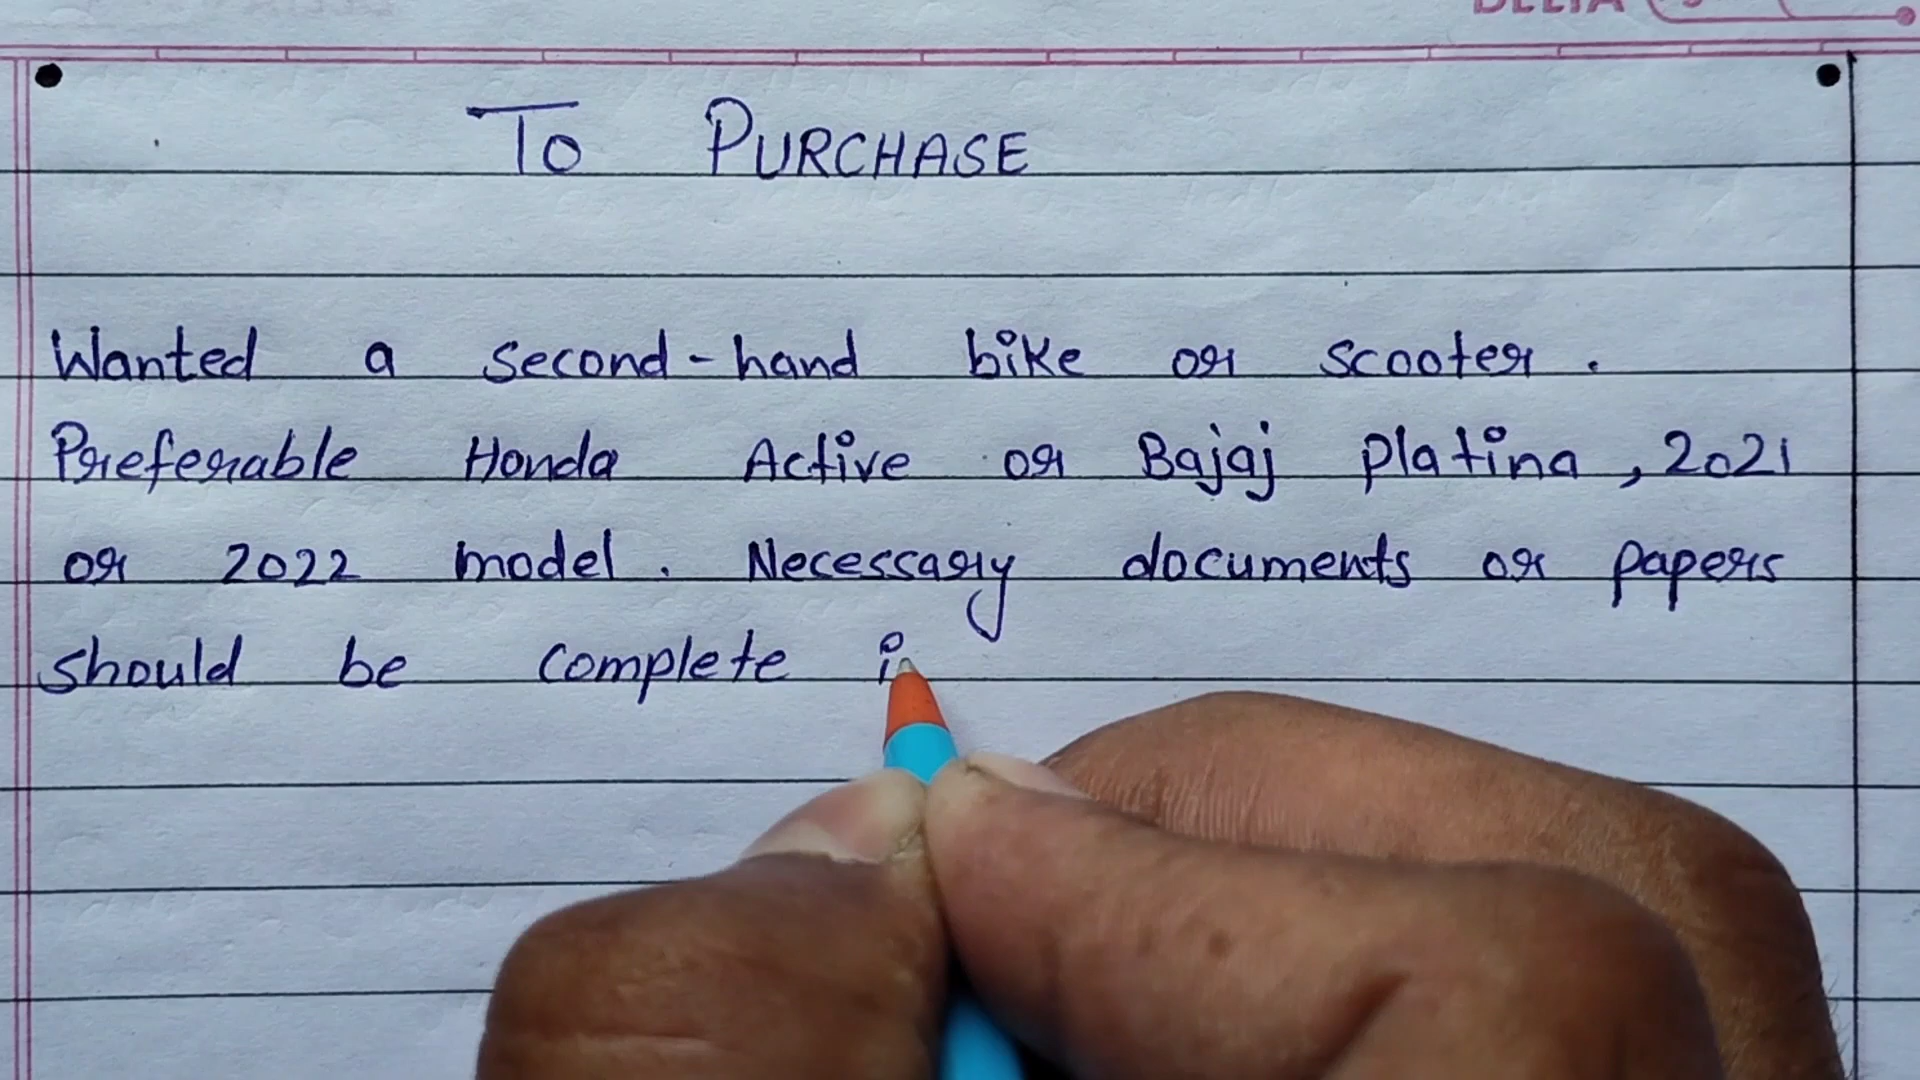 DELTA
TO PURCHASE
Wanted a second-hand bike or scooter.
Preferable Honda Active or Bajaj platina, 2021
or 2022 model. Necessary documents or papers
should be complete i